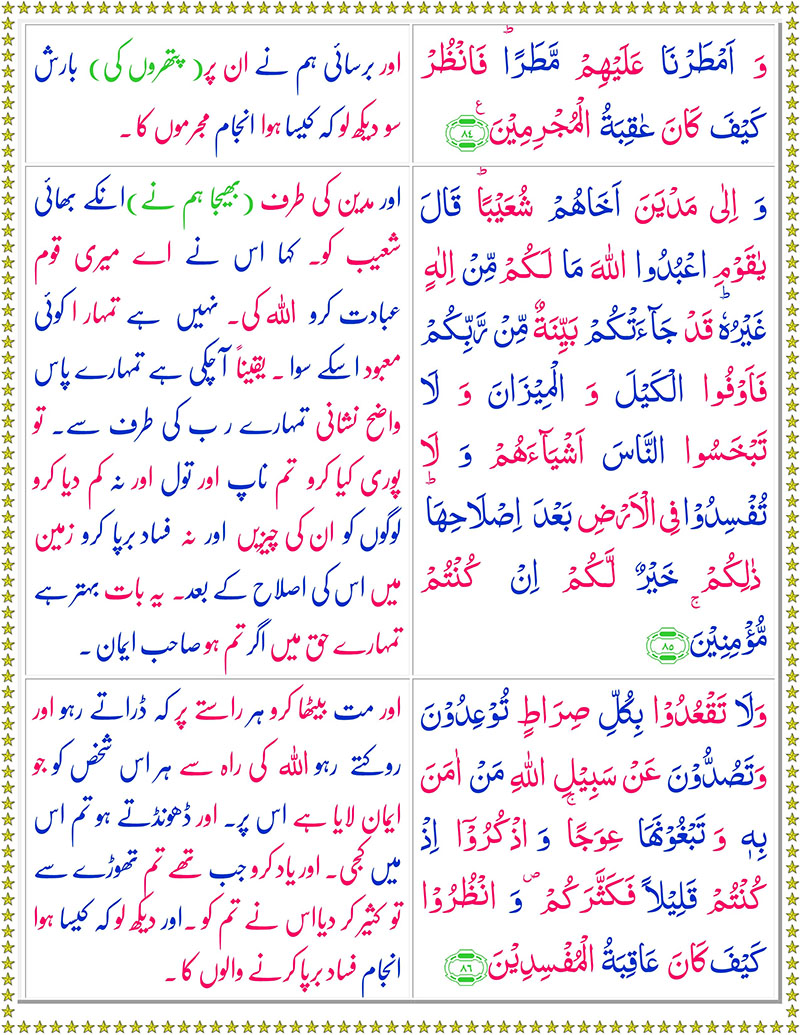 وَ اَمْطَرْنَا عَلَيْهِمْ مَّطَرًا ؕ فَانْظُرْ
كَيْفَ كَانَ عَاقِبَةُ الْمُجْرِمِيْنَ ﴿٨٤﴾ ع
اور برسائی ہم نے ان پر( پتھروں کی) بارش
سو دیکھ لو کہ کیسا ہوا انجام مجرموں کا ۔
وَ اِلٰى مَدْيَنَ اَخَاهُمْ شُعَيْبًا ؕ قَالَ
يٰقَوْمِ اعْبُدُوا اللّٰهَ مَا لَـكُمْ مِّنْ اِلٰهٍ
غَيْرُهٗ ؕ قَدْ جَآءَتْكُمْ بَيِّنَةٌ مِّنْ رَّبِّكُمْ
فَاَوْفُوا الْكَيْلَ وَ الْمِيْزَانَ وَ لَا
تَبْخَسُوا النَّاسَ اَشْيَآءَهُمْ وَ لَا
تُفْسِدُوْا فِى الْاَرْضِ بَعْدَ اِصْلَاحِهَا ؕ
ذٰلِكُمْ خَيْرٌ لَّـكُمْ اِنْ كُنْتُمْ
مُّؤْمِنِيْنَ ۚ ﴿٨٥﴾
اور مدین کی طرف (بھیجا ہم نے)انکے بھائی
شعیب کو۔ کہا اس نے اے میری قوم
عبادت کرو اللہ کی۔ نہیں ہے تمہار ا کوئی
معبود اسکے سوا ۔ یقیناً آچکی ہے تمہارے پاس
واضح نشانی تمہارے ر ب کی طرف سے۔ تو
پوری کیا کرو تم ناپ اور تول اور نہ کم دیا کرو
لوگوں کو ان کی چیزیں اور نہ فساد برپا کرو زمین
میں اس کی اصلاح کے بعد۔ یہ بات بہتر ہے
تمہارے حق میں اگر تم ہو صاحب ایمان ۔
وَلَا تَقْعُدُوْا بِكُلِّ صِرَاطٍ تُوْعِدُوْنَ
وَتَصُدُّوْنَ عَنْ سَبِيْلِ اللّٰهِ مَنْ اٰمَنَ
بِهٖ وَ تَبْغُوْنَهَا عِوَجًا ۚ وَ اذْكُرُوْۤا اِذْ
كُنْتُمْ قَلِيْلاً فَكَثَّرَكُمْ ۖ وَ انْظُرُوْا
كَيْفَ كَانَ عَاقِبَةُ الْمُفْسِدِيْنَ ﴿٨٦﴾
اور مت بیٹھا کرو ہر راستے پر کہ ڈراتے رہو اور
روکتے رہو اللہ کی راہ سے ہر اس شخص کو جو
ایمان لایا ہے اس پر۔ اور ڈھونڈتے ہو تم اس
میں کجی۔ اور یاد کرو جب تھے تم تھوڑے سے
تو کثیر کر دیااس نے تم کو ۔اور دیکھ لو کہ کیسا ہوا
انجام فساد برپا کرنے والوں کا ۔